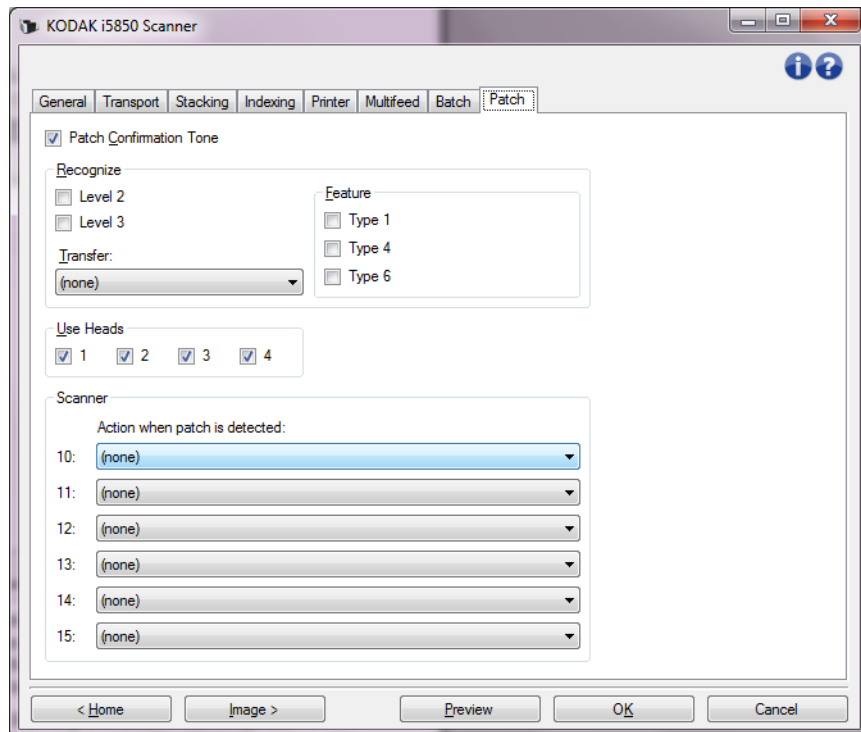 KODAK i5850 Scanner
General Transport Stacking Indexing Printer Multifeed Batch Patch
Patch Confirmation Tone
Recognize
Level 2
Level 3
Transfer:
(none)
Feature
Type 1
Type 4
Type 6
Use Heads
1 2 3 4
Scanner
Action when patch is detected:
10: (none)
11: (none)
12: (none)
13: (none)
14: (none)
15: (none)
< Home Image > Preview OK Cancel